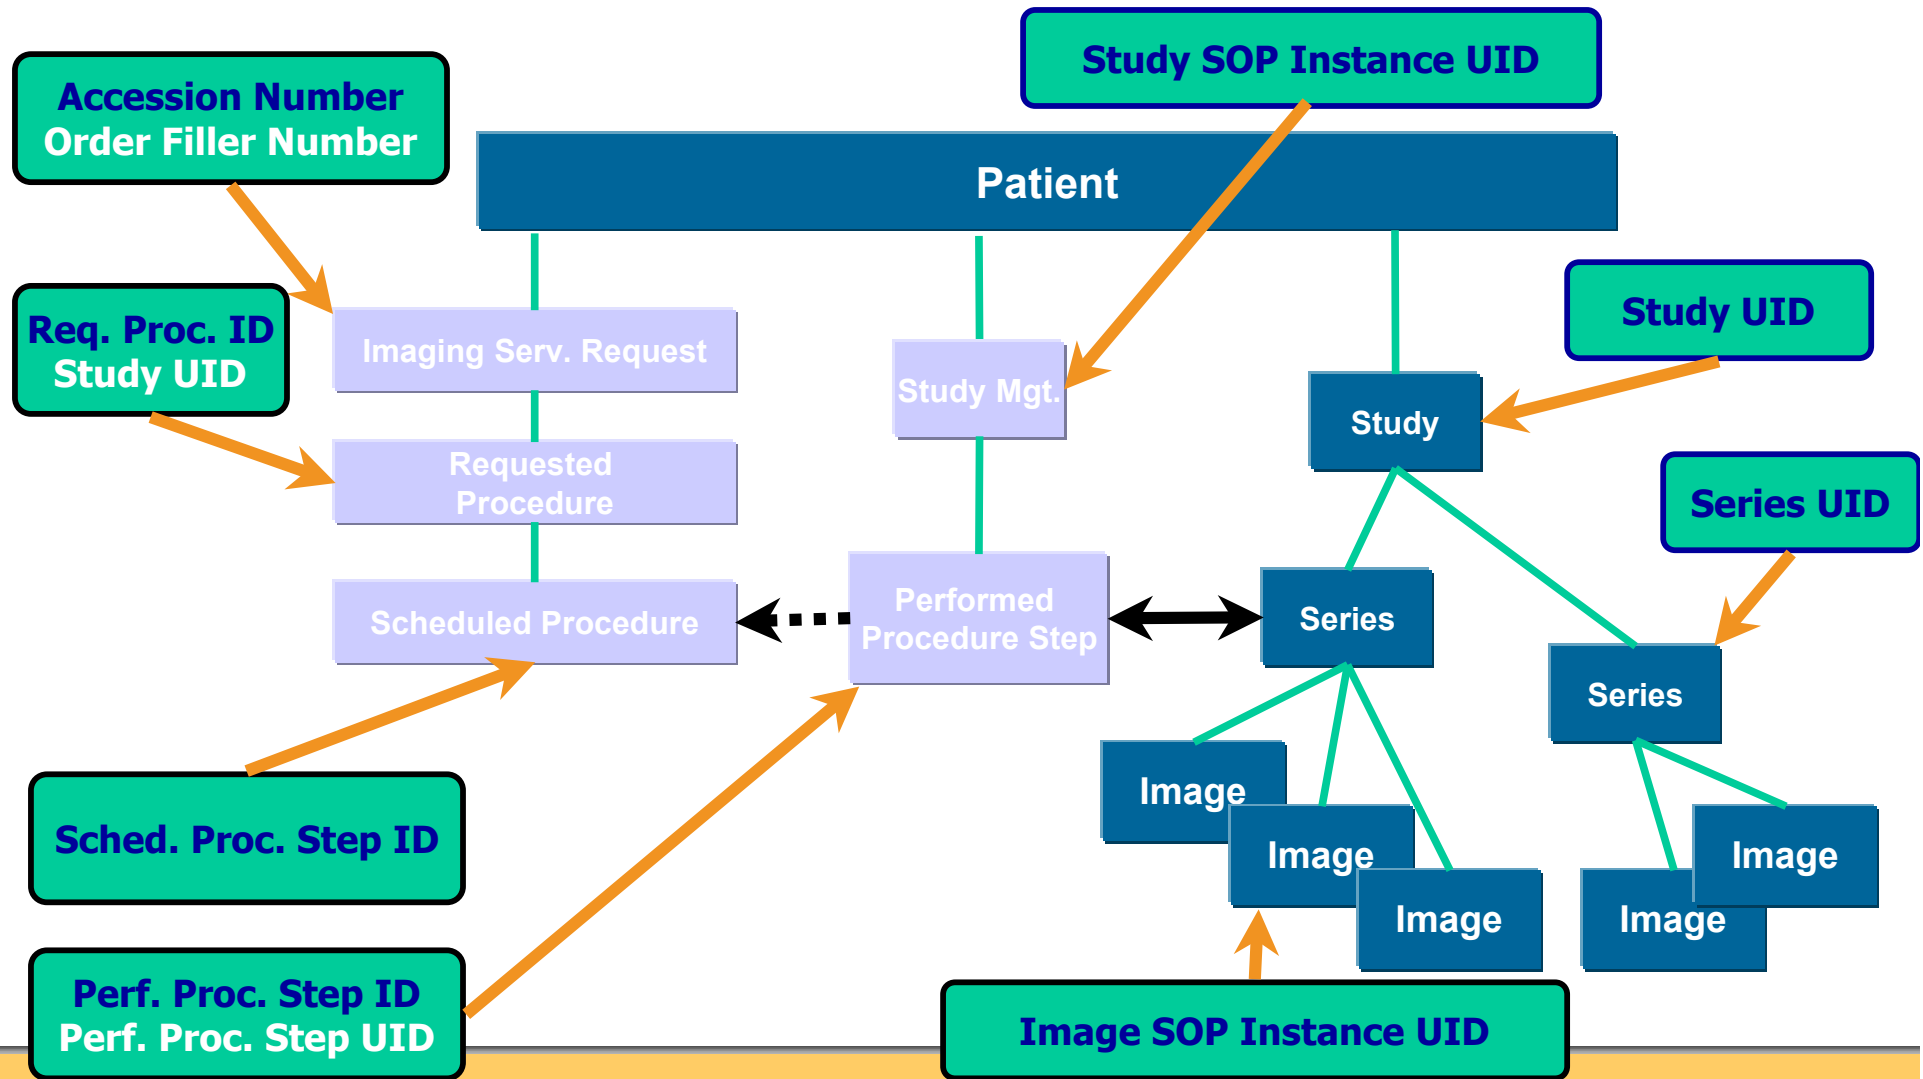 Study SOP Instance UID
Accession Number
Order Filler Number
Patient
Req. Proc. ID
Study UID
Study UID
Imaging Serv. Request
Study Mgt.
Study
Requested
Procedure
Series UID
Scheduled Procedure
Performed
Procedure Step
Series
Series
Image
Image
Image
Image
Image
Sched. Proc. Step ID
Perf. Proc. Step ID
Perf. Proc. Step UID
Image SOP Instance UID